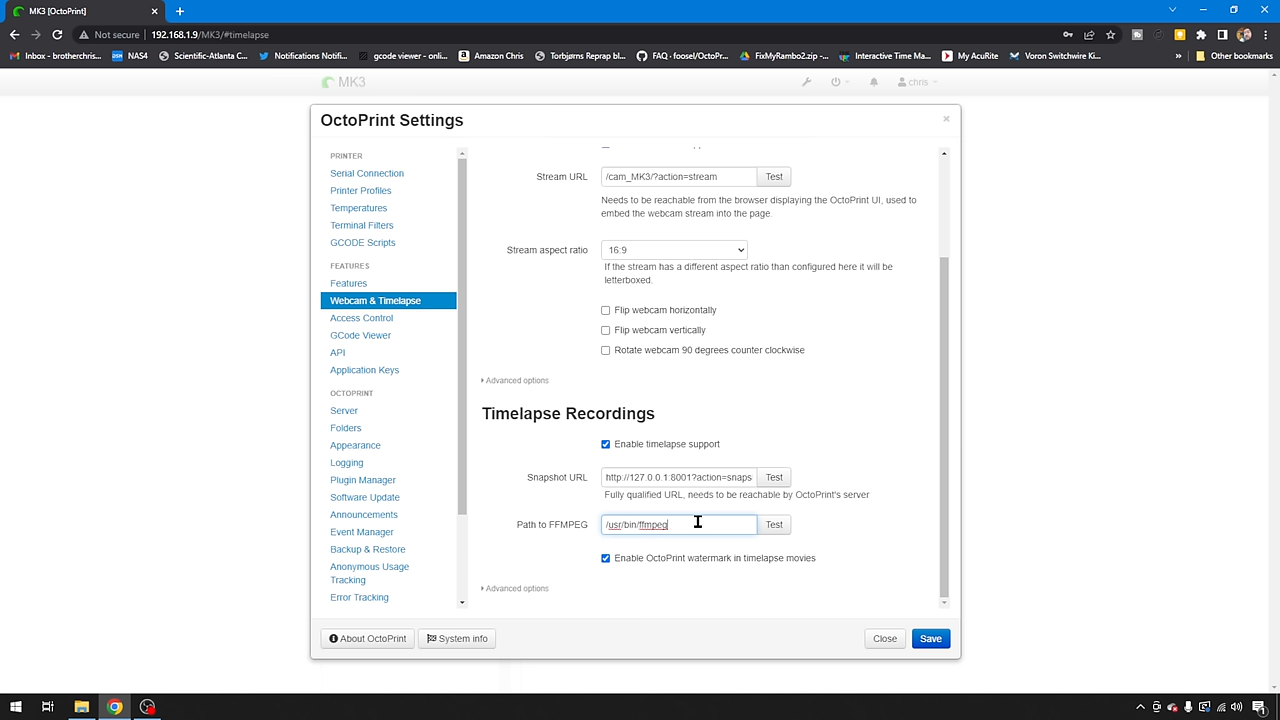 MK3 [OctoPrint]
Not secure
192.168.1.9/MK3/#timelapse
Inbox - brotherchris...
NAS4
Scientific-Atlanta C...
Notifications Notifi...
gcode viewer - onli...
Amazon Chris
Torbjørns Reprap b...
FAQ · foosel/OctoPr...
FixMyRambo2.zip -...
Interactive Time Ma...
My AcuRite
Voron Switchwire Ki...
Other bookmarks
MK3
chris
OctoPrint Settings
PRINTER
Serial Connection
Printer Profiles
Temperatures
Terminal Filters
GCODE Scripts
FEATURES
Features
Webcam & Timelapse
Access Control
GCode Viewer
API
Application Keys
OCTOPRINT
Server
Folders
Appearance
Logging
Plugin Manager
Software Update
Announcements
Event Manager
Backup & Restore
Anonymous Usage
Tracking
Error Tracking
Stream URL
/cam_MK3/?action=stream
Test
Needs to be reachable from the browser displaying the OctoPrint UI, used to
embed the webcam stream into the page.
Stream aspect ratio
16:9
If the stream has a different aspect ratio than configured here it will be
letterboxed.
Flip webcam horizontally
Flip webcam vertically
Rotate webcam 90 degrees counter clockwise
Advanced options
Timelapse Recordings
Enable timelapse support
Snapshot URL
http://127.0.0.1:8001?action=snaps
Test
Fully qualified URL, needs to be reachable by OctoPrint's server
Path to FFMPEG
/usr/bin/ffmpeg
Test
Enable OctoPrint watermark in timelapse movies
Advanced options
About OctoPrint
System info
Close
Save